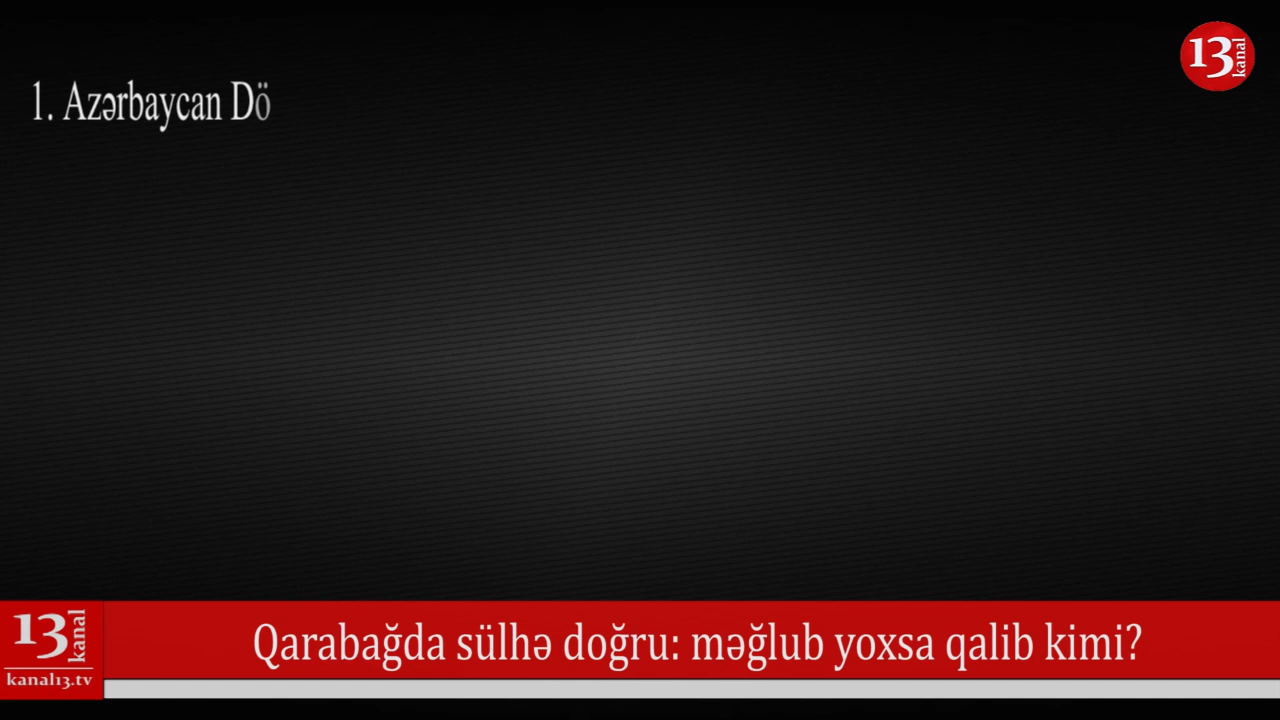 13 kanal
1. Azərbaycan Dö
13 kanal
kanal13.tv
Qarabağda sülhə doğru: məğlub yoxsa qalib kimi?